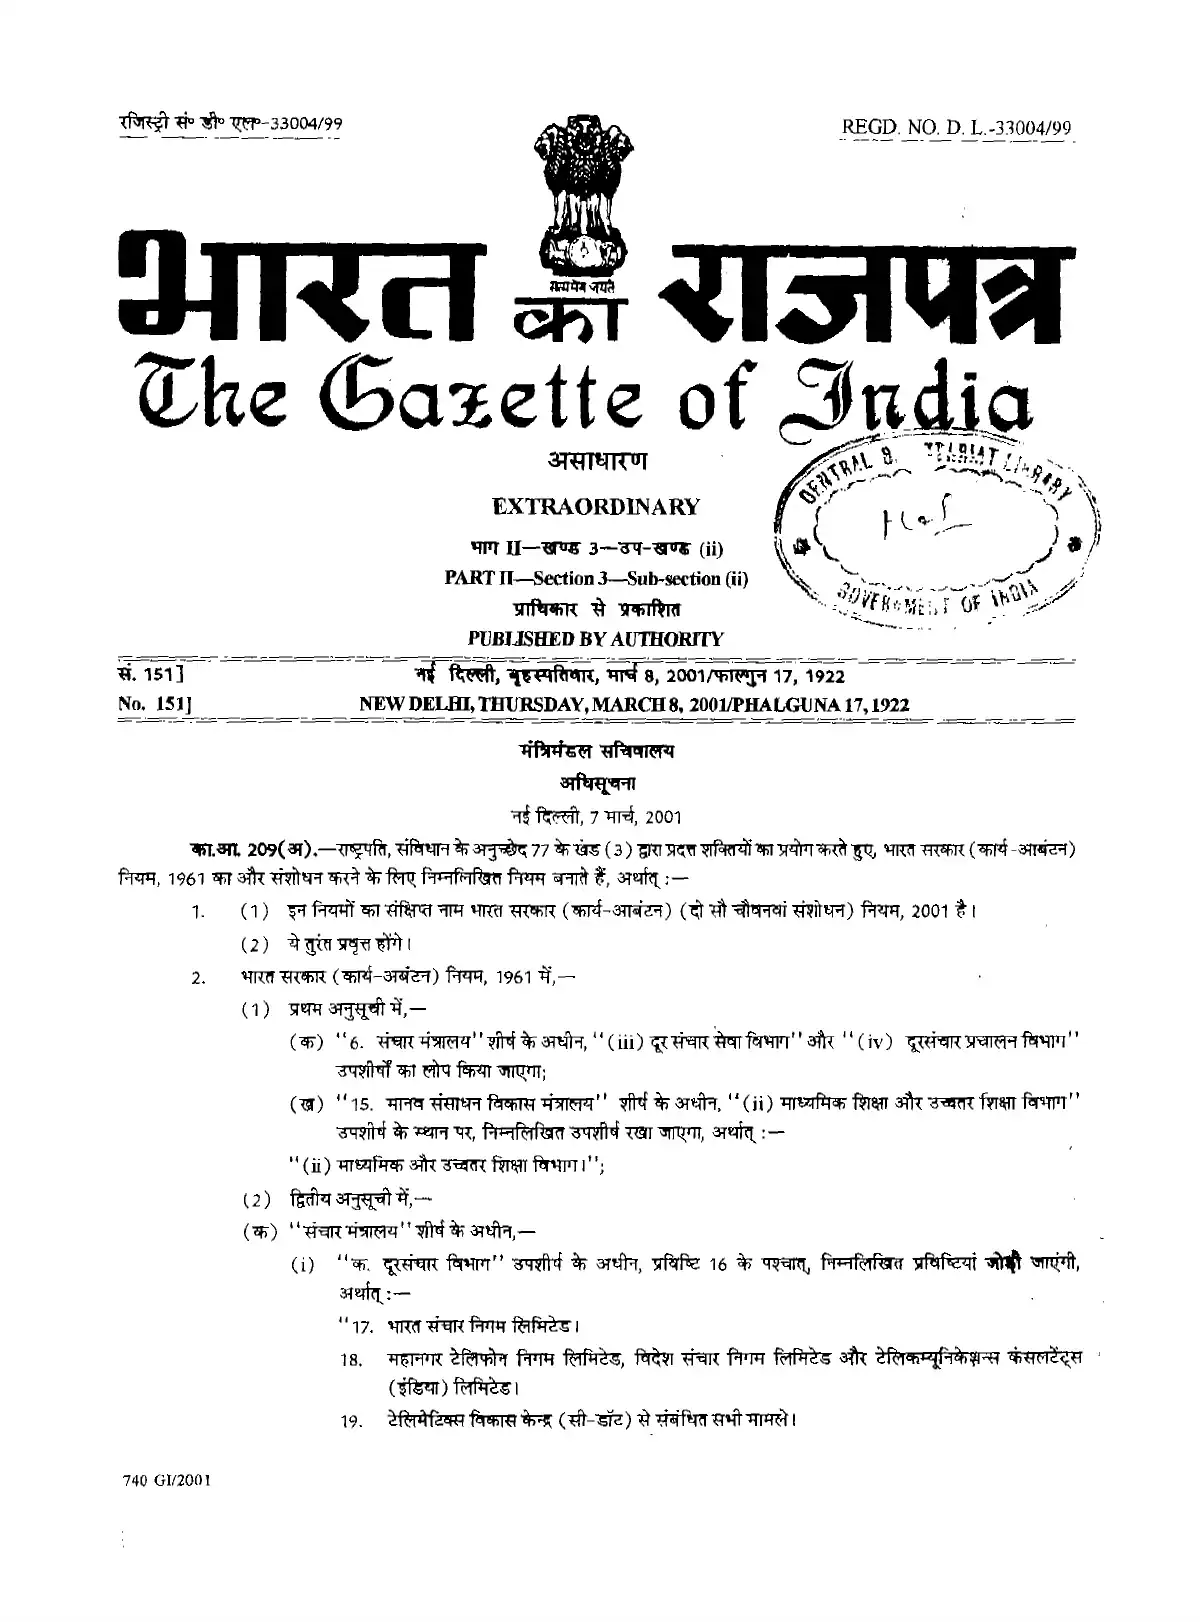 रजिस्ट्री सं० डी० एल०-33004/99
REGD. NO. D. L.-33004/99
सत्यमेव जयते
भारत का राजपत्र
The Gazette of India
असाधारण
EXTRAORDINARY
भाग II—खण्ड 3—उप-खण्ड (ii)
PART II—Section 3—Sub-section (ii)
प्राधिकार से प्रकाशित
PUBLISHED BY AUTHORITY
CENTRAL LIBRARY
GOVERNMENT OF INDIA
सं. 151]
नई दिल्ली, बृहस्पतिवार, मार्च 8, 2001/फाल्गुन 17, 1922
No. 151]
NEW DELHI, THURSDAY, MARCH 8, 2001/PHALGUNA 17, 1922
मंत्रिमंडल सचिवालय
अधिसूचना
नई दिल्ली, 7 मार्च, 2001
का.आ. 209(अ).—राष्ट्रपति, संविधान के अनुच्छेद 77 के खंड (3) द्वारा प्रदत्त शक्तियों का प्रयोग करते हुए, भारत सरकार (कार्य-आबंटन)
नियम, 1961 का और संशोधन करने के लिए निम्नलिखित नियम बनाते हैं, अर्थात् :—
1. (1) इन नियमों का संक्षिप्त नाम भारत सरकार (कार्य-आबंटन) (दो सौ चौवनवां संशोधन) नियम, 2001 है।
(2) ये तुरंत प्रवृत्त होंगे।
2. भारत सरकार (कार्य-अबंटन) नियम, 1961 में,—
(1) प्रथम अनुसूची में,—
(क) "6. संचार मंत्रालय" शीर्ष के अधीन, "(iii) दूर संचार सेवा विभाग" और "(iv) दूरसंचार प्रचालन विभाग"
उपशीर्षों का लोप किया जाएगा;
(ख) "15. मानव संसाधन विकास मंत्रालय" शीर्ष के अधीन, "(ii) माध्यमिक शिक्षा और उच्चतर शिक्षा विभाग"
उपशीर्ष के स्थान पर, निम्नलिखित उपशीर्ष रखा जाएगा, अर्थात् :—
"(ii) माध्यमिक और उच्चतर शिक्षा विभाग।";
(2) द्वितीय अनुसूची में,—
(क) "संचार मंत्रालय" शीर्ष के अधीन,—
(i) "क. दूरसंचार विभाग" उपशीर्ष के अधीन, प्रविष्टि 16 के पश्चात्, निम्नलिखित प्रविष्टियां जोड़ी जाएंगी,
अर्थात् :—
"17. भारत संचार निगम लिमिटेड।
18. महानगर टेलिफोन निगम लिमिटेड, विदेश संचार निगम लिमिटेड और टेलिकम्यूनिकेशन्स कंसलटेंट्स
(इंडिया) लिमिटेड।
19. टेलिमेटिक्स विकास केन्द्र (सी-डॉट) से संबंधित सभी मामले।
740 GI/2001